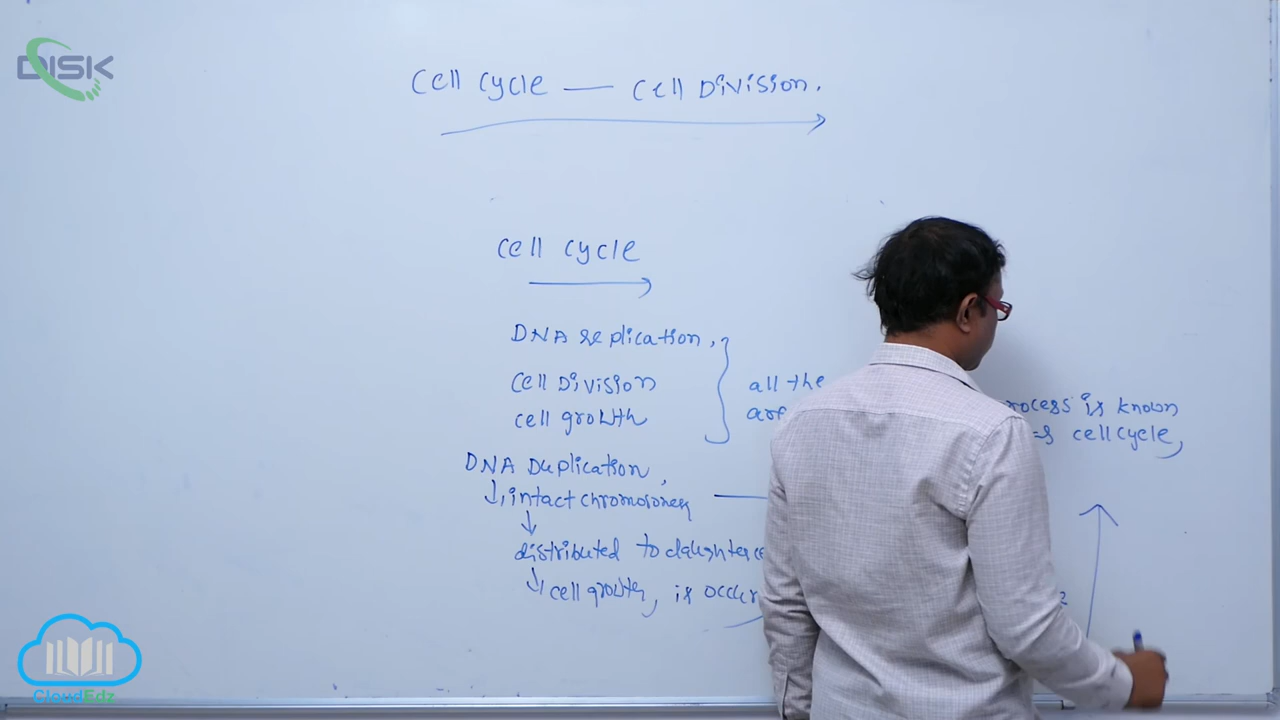 DISK
Cell Cycle — Cell Division.
Cell Cycle
DNA replication,
Cell Division
cell growth
all the
process is known
cell cycle,
DNA Duplication,
intact chromosomes
distributed to daughter
cell growth, is occur
CloudEdz